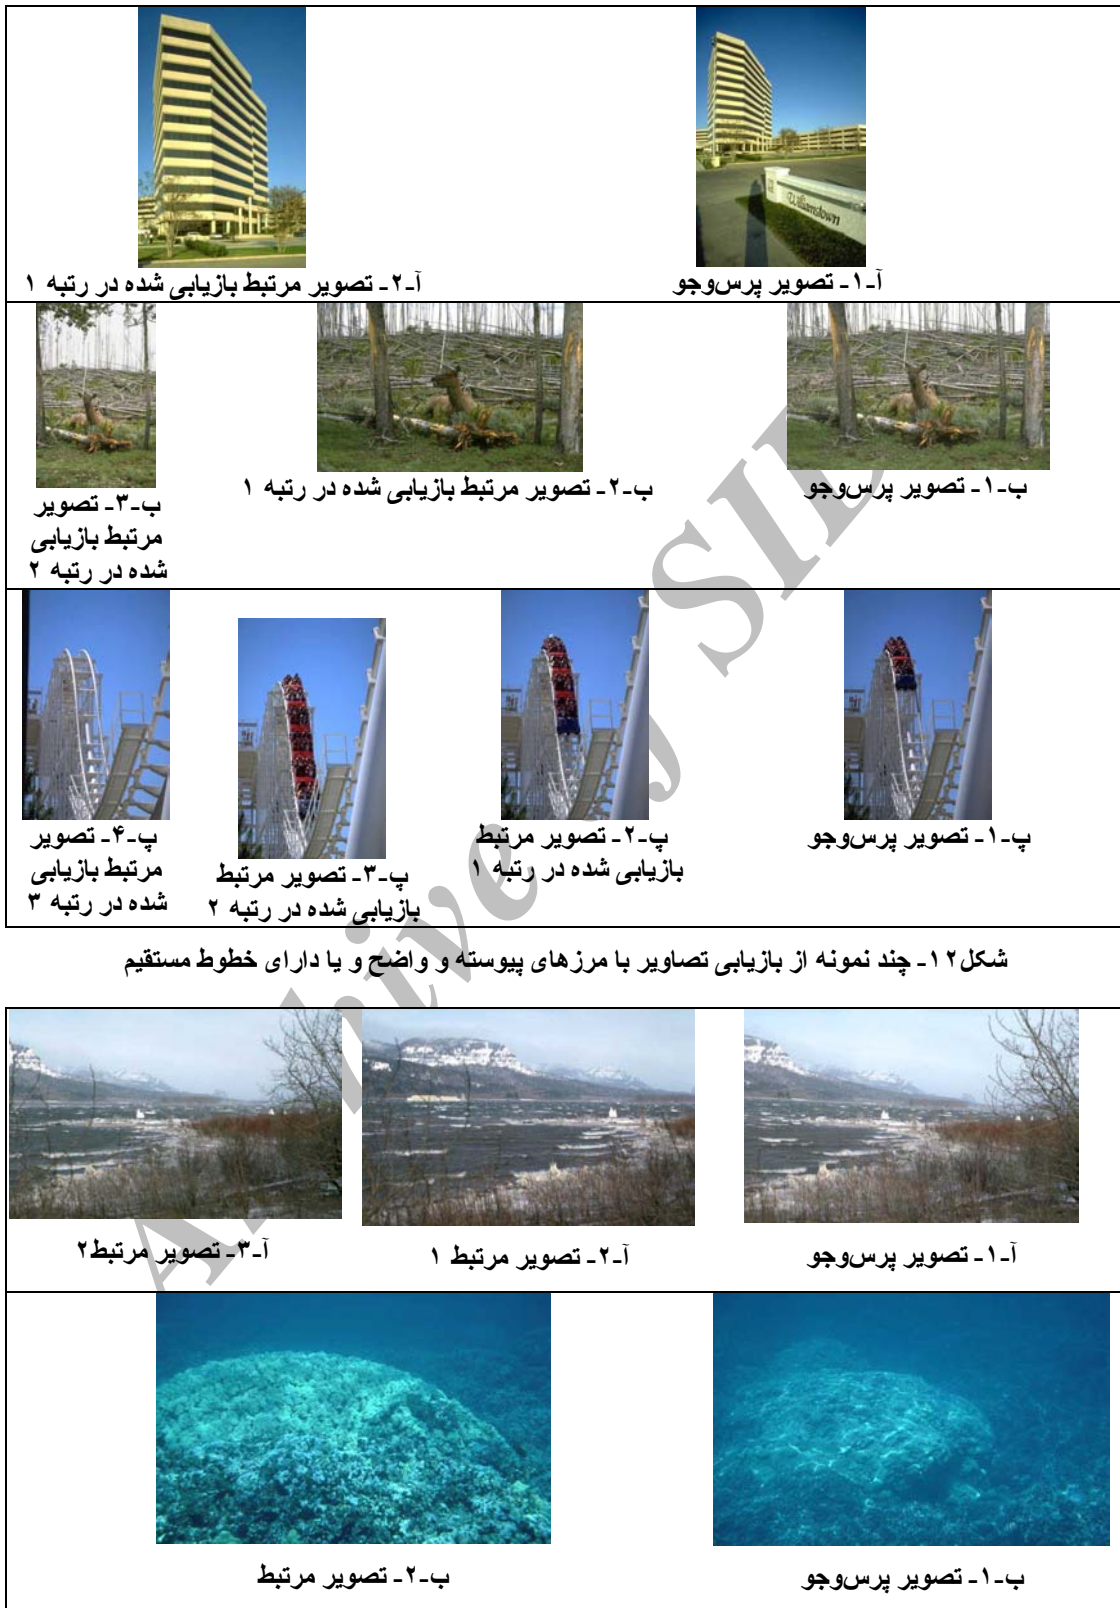 Williamstown
آ-۱- تصویر پرس‌وجو
آ-۲- تصویر مرتبط بازیابی شده در رتبه ۱
ب-۱- تصویر پرس‌وجو
ب-۲- تصویر مرتبط بازیابی شده در رتبه ۱
ب-۳- تصویر
مرتبط بازیابی
شده در رتبه ۲
پ-۱- تصویر پرس‌وجو
پ-۲- تصویر مرتبط
بازیابی شده در رتبه ۱
پ-۳- تصویر مرتبط
بازیابی شده در رتبه ۲
پ-۴- تصویر
مرتبط بازیابی
شده در رتبه ۳
شکل۱۲- چند نمونه از بازیابی تصاویر با مرزهای پیوسته و واضح و یا دارای خطوط مستقیم
آ-۱- تصویر پرس‌وجو
آ-۲- تصویر مرتبط ۱
آ-۳- تصویر مرتبط۲
ب-۱- تصویر پرس‌وجو
ب-۲- تصویر مرتبط